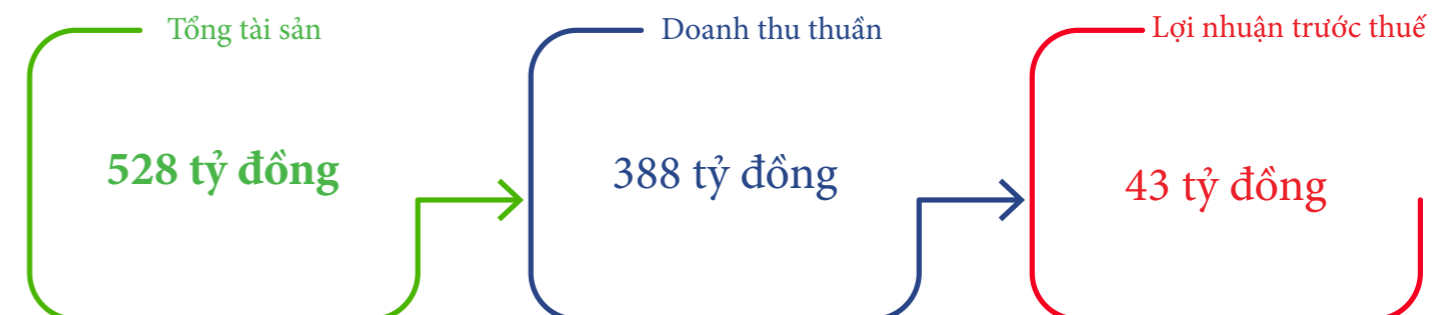 Tổng tài sản
528 tỷ đồng
Doanh thu thuần
388 tỷ đồng
Lợi nhuận trước thuế
43 tỷ đồng